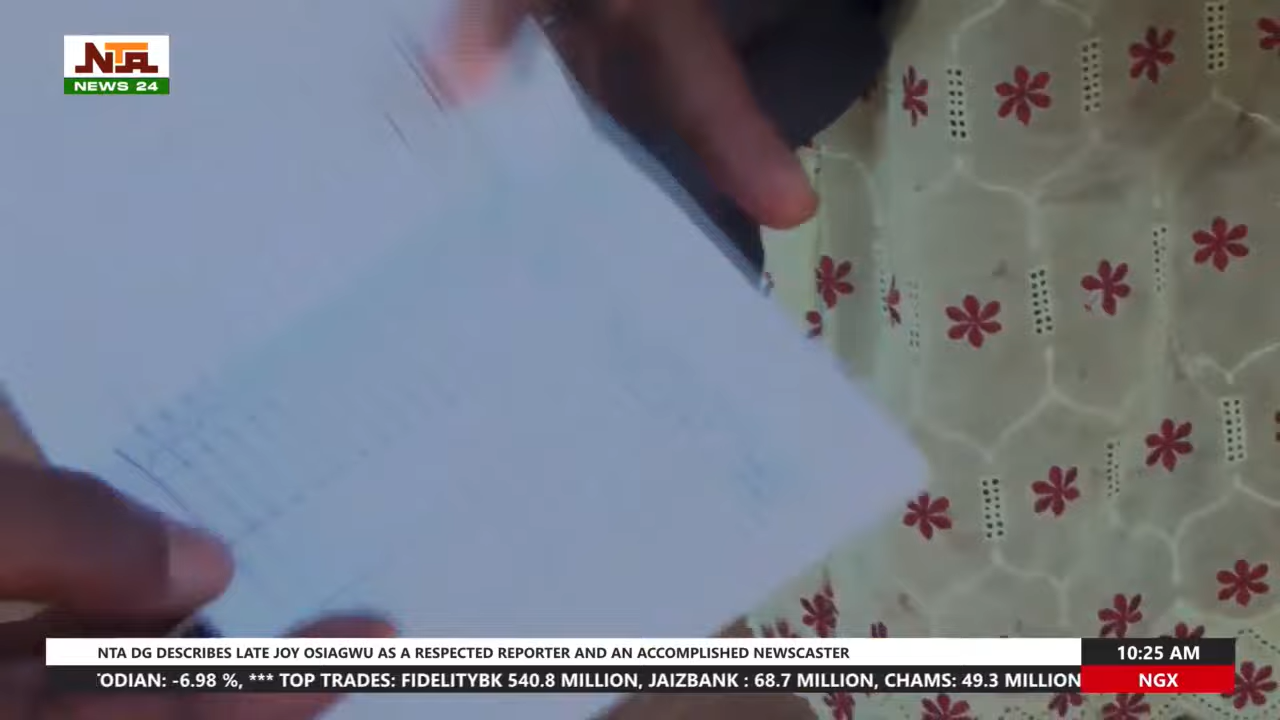 NTA
NEWS 24
NTA DG DESCRIBES LATE JOY OSIAGWU AS A RESPECTED REPORTER AND AN ACCOMPLISHED NEWSCASTER
10:25 AM
ODIAN: -6.98 %, *** TOP TRADES: FIDELITYBK 540.8 MILLION, JAIZBANK : 68.7 MILLION, CHAMS: 49.3 MILLION
NGX